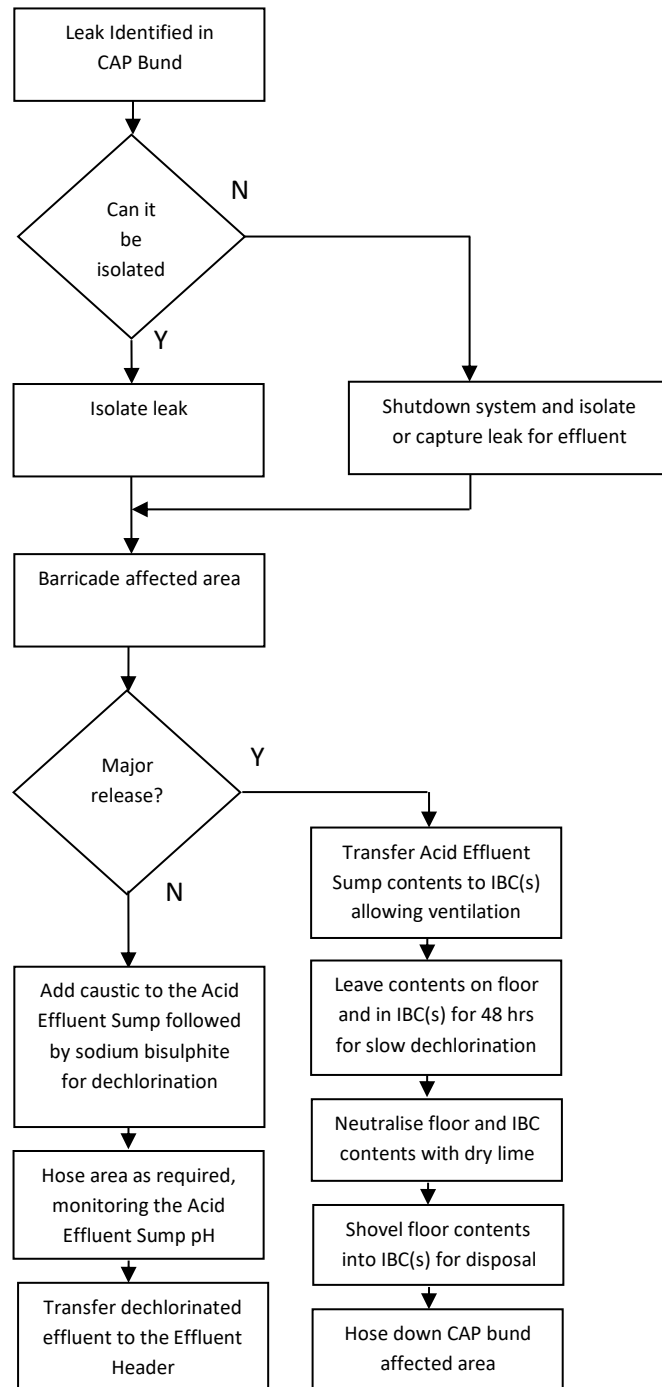 Leak Identified in
CAP Bund
Can it
be
isolated
N
Y
Isolate leak
Shutdown system and isolate
or capture leak for effluent
Barricade affected area
Major
release?
Y
N
Transfer Acid Effluent
Sump contents to IBC(s)
allowing ventilation
Leave contents on floor
and in IBC(s) for 48 hrs
for slow dechlorination
Neutralise floor and IBC
contents with dry lime
Shovel floor contents
into IBC(s) for disposal
Hose down CAP bund
affected area
Add caustic to the Acid
Effluent Sump followed
by sodium bisulphite
for dechlorination
Hose area as required,
monitoring the Acid
Effluent Sump pH
Transfer dechlorinated
effluent to the Effluent
Header